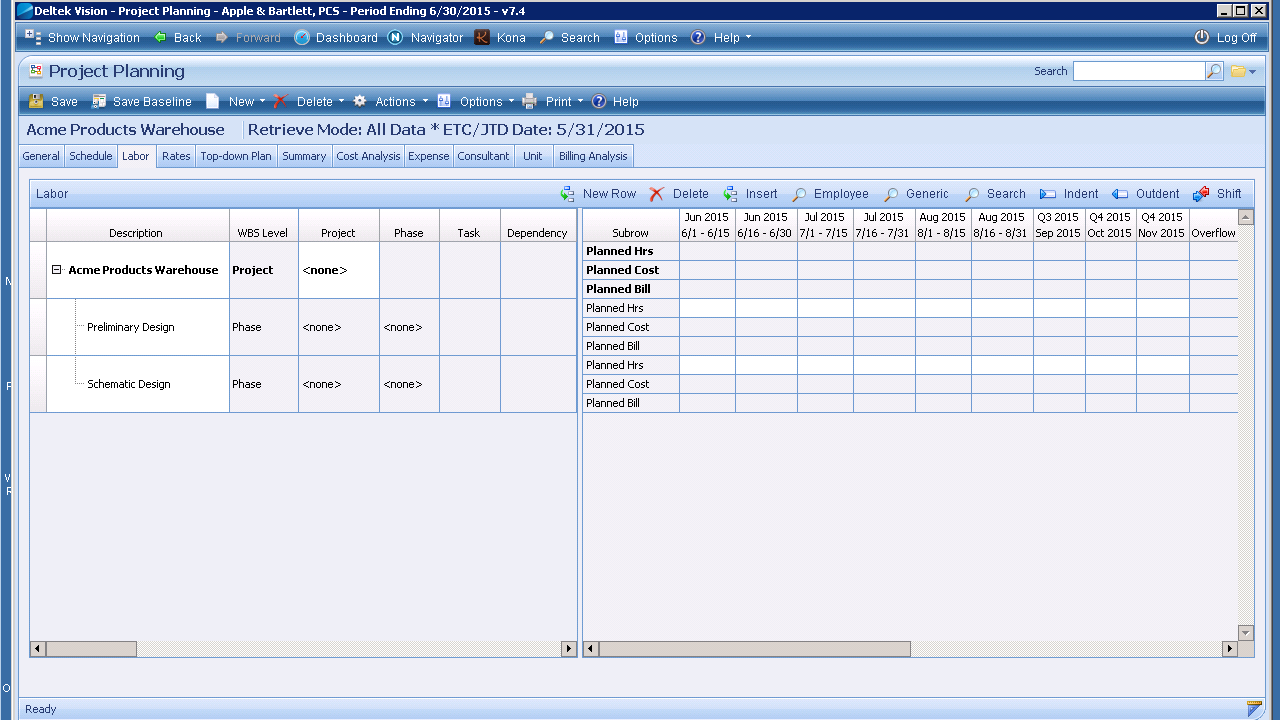 Deltek Vision - Project Planning - Apple & Bartlett, PCS - Period Ending 6/30/2015 - v7.4
Show Navigation Back Forward Dashboard Navigator Kona Search Options Help Log Off
Project Planning Search
Save Save Baseline New Delete Actions Options Print Help
Acme Products Warehouse Retrieve Mode: All Data * ETC/JTD Date: 5/31/2015
General Schedule Labor Rates Top-down Plan Summary Cost Analysis Expense Consultant Unit Billing Analysis
Labor New Row Delete Insert Employee Generic Search Indent Outdent Shift
Jun 2015 Jun 2015 Jul 2015 Jul 2015 Aug 2015 Aug 2015 Q3 2015 Q4 2015 Q4 2015
Description WBS Level Project Phase Task Dependency Subrow 6/1 - 6/15 6/16 - 6/30 7/1 - 7/15 7/16 - 7/31 8/1 - 8/15 8/16 - 8/31 Sep 2015 Oct 2015 Nov 2015 Overflow
Planned Hrs
Acme Products Warehouse Project <none> Planned Cost
Planned Bill
Planned Hrs
Preliminary Design Phase <none> <none> Planned Cost
Planned Bill
Planned Hrs
Schematic Design Phase <none> <none> Planned Cost
Planned Bill
Ready